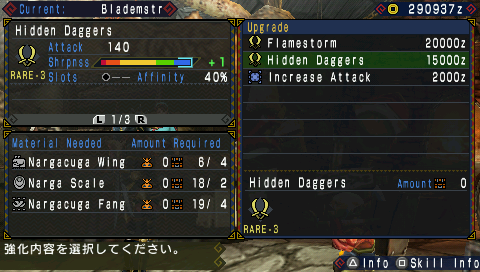 Current: Blademstr
290937z
Hidden Daggers
Attack 140
Shrpnss +1
RARE-3
Slots Affinity 40%
L 1/3 R
Material Needed Amount Required
Nargacuga Wing 0 6/ 4
Narga Scale 0 18/ 2
Nargacuga Fang 0 19/ 4
Upgrade
Flamestorm 20000z
Hidden Daggers 15000z
Increase Attack 2000z
Hidden Daggers Amount 0
RARE-3
強化内容を選択してください。
Info Skill Info